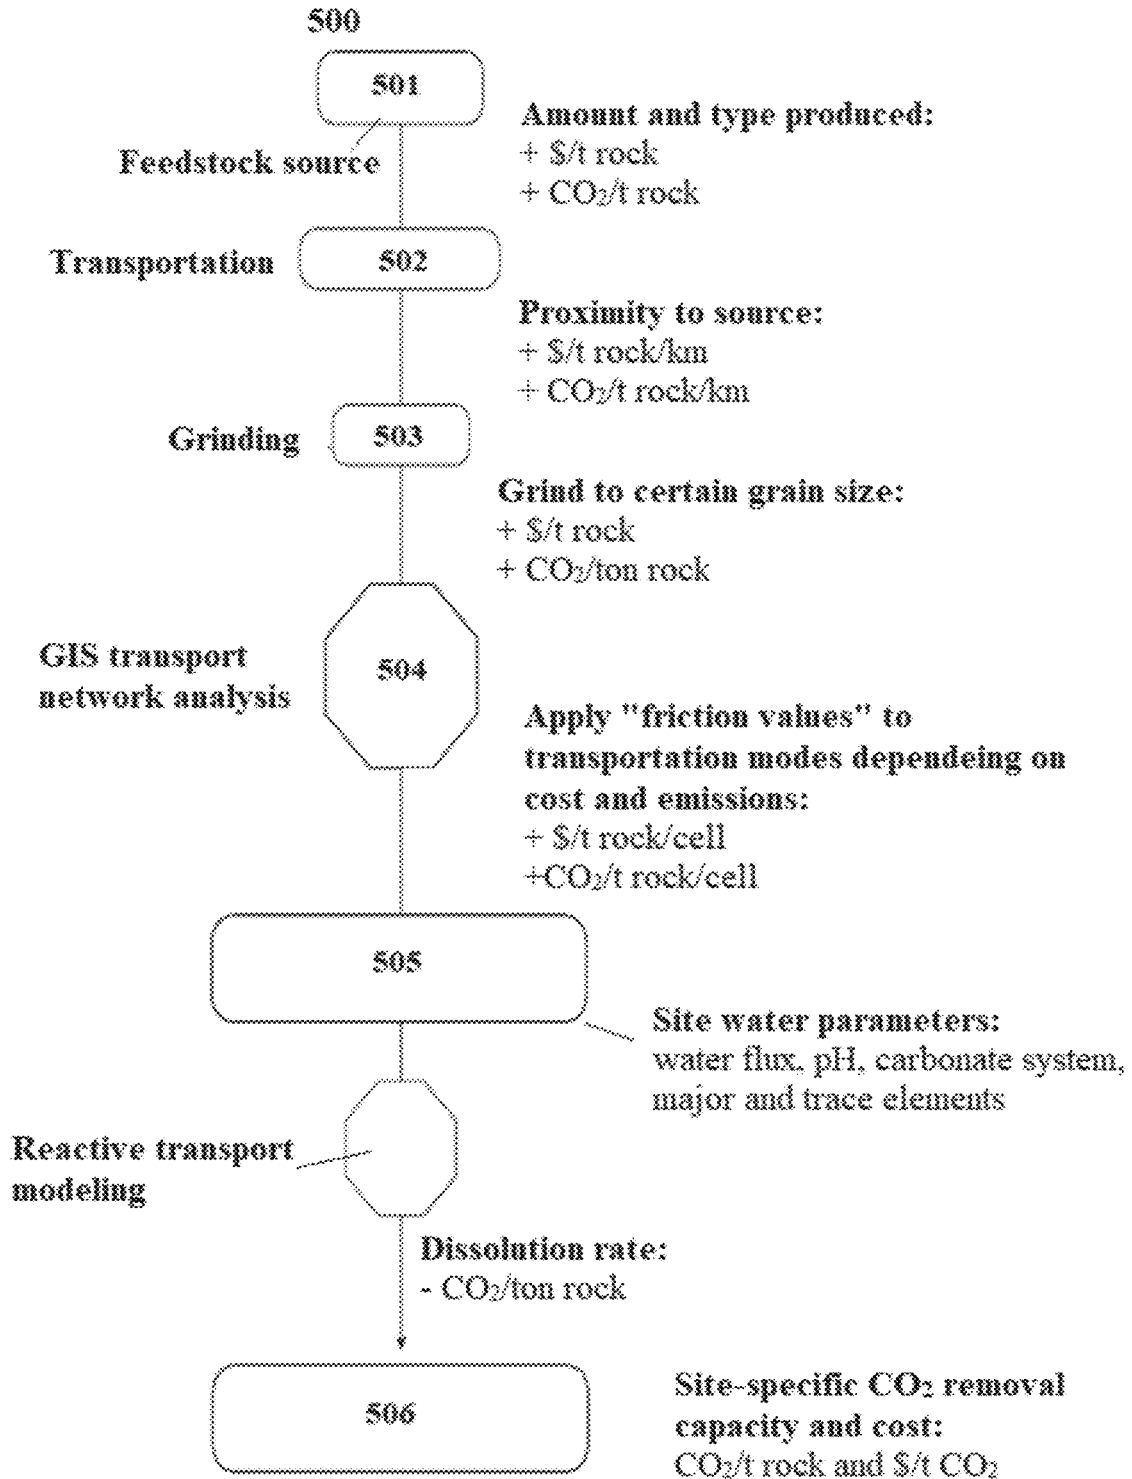 500
501
Feedstock source
Amount and type produced:
+ $/t rock
+ CO₂/t rock
Transportation
502
Proximity to source:
+ $/t rock/km
+ CO₂/t rock/km
Grinding
503
Grind to certain grain size:
+ $/t rock
+ CO₂/ton rock
GIS transport
network analysis
504
Apply "friction values" to
transportation modes dependeing on
cost and emissions:
+ $/t rock/cell
+CO₂/t rock/cell
505
Site water parameters:
water flux, pH, carbonate system,
major and trace elements
Reactive transport
modeling
Dissolution rate:
- CO₂/ton rock
506
Site-specific CO₂ removal
capacity and cost:
CO₂/t rock and $/t CO₂